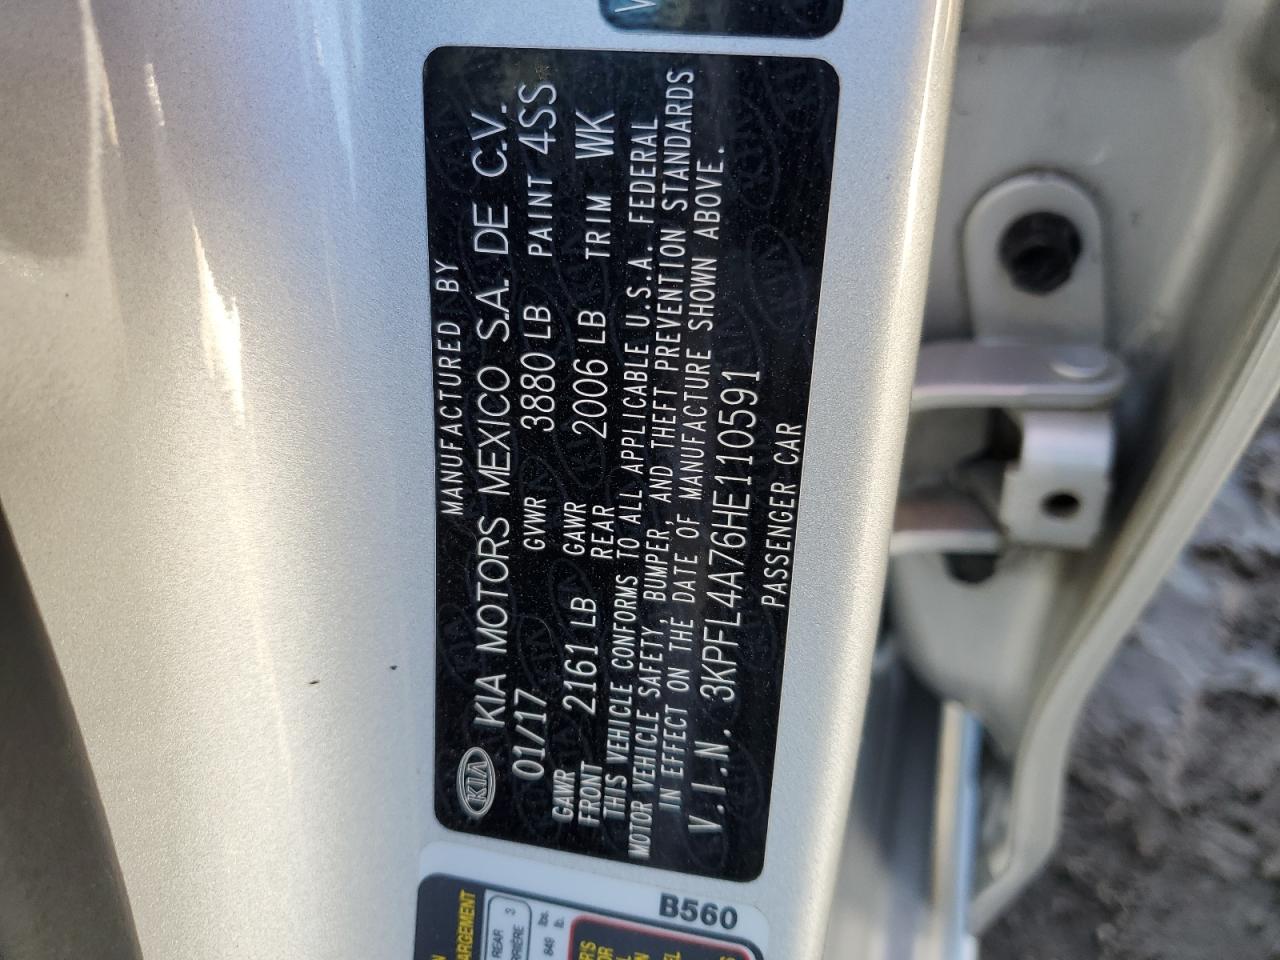 MANUFACTURED BY
KIA KIA MOTORS MEXICO S.A. DE C.V.
01/17 GVWR 3880 LB PAINT 4SS
GAWR FRONT 2161 LB GAWR REAR 2006 LB TRIM WK
THIS VEHICLE CONFORMS TO ALL APPLICABLE U.S.A. FEDERAL
MOTOR VEHICLE SAFETY, BUMPER, AND THEFT PREVENTION STANDARDS
IN EFFECT ON THE DATE OF MANUFACTURE SHOWN ABOVE.
V.I.N. 3KPFL4A76HE110591
PASSENGER CAR
B560
REAR 3